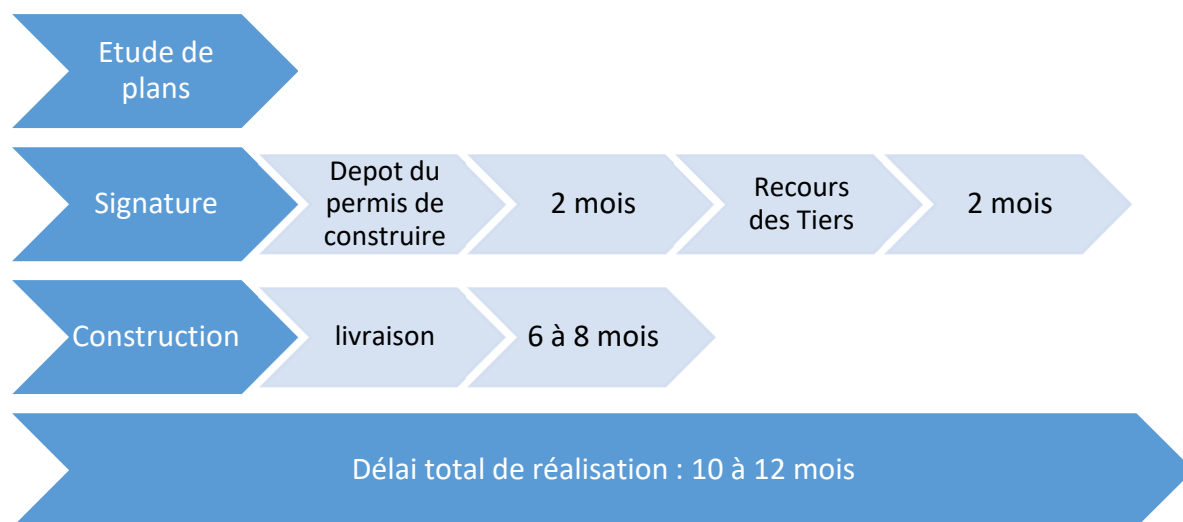 Etude de
plans
Signature
Depot du
permis de
construire
2 mois
Recours
des Tiers
2 mois
Construction
livraison
6 à 8 mois
Délai total de réalisation : 10 à 12 mois